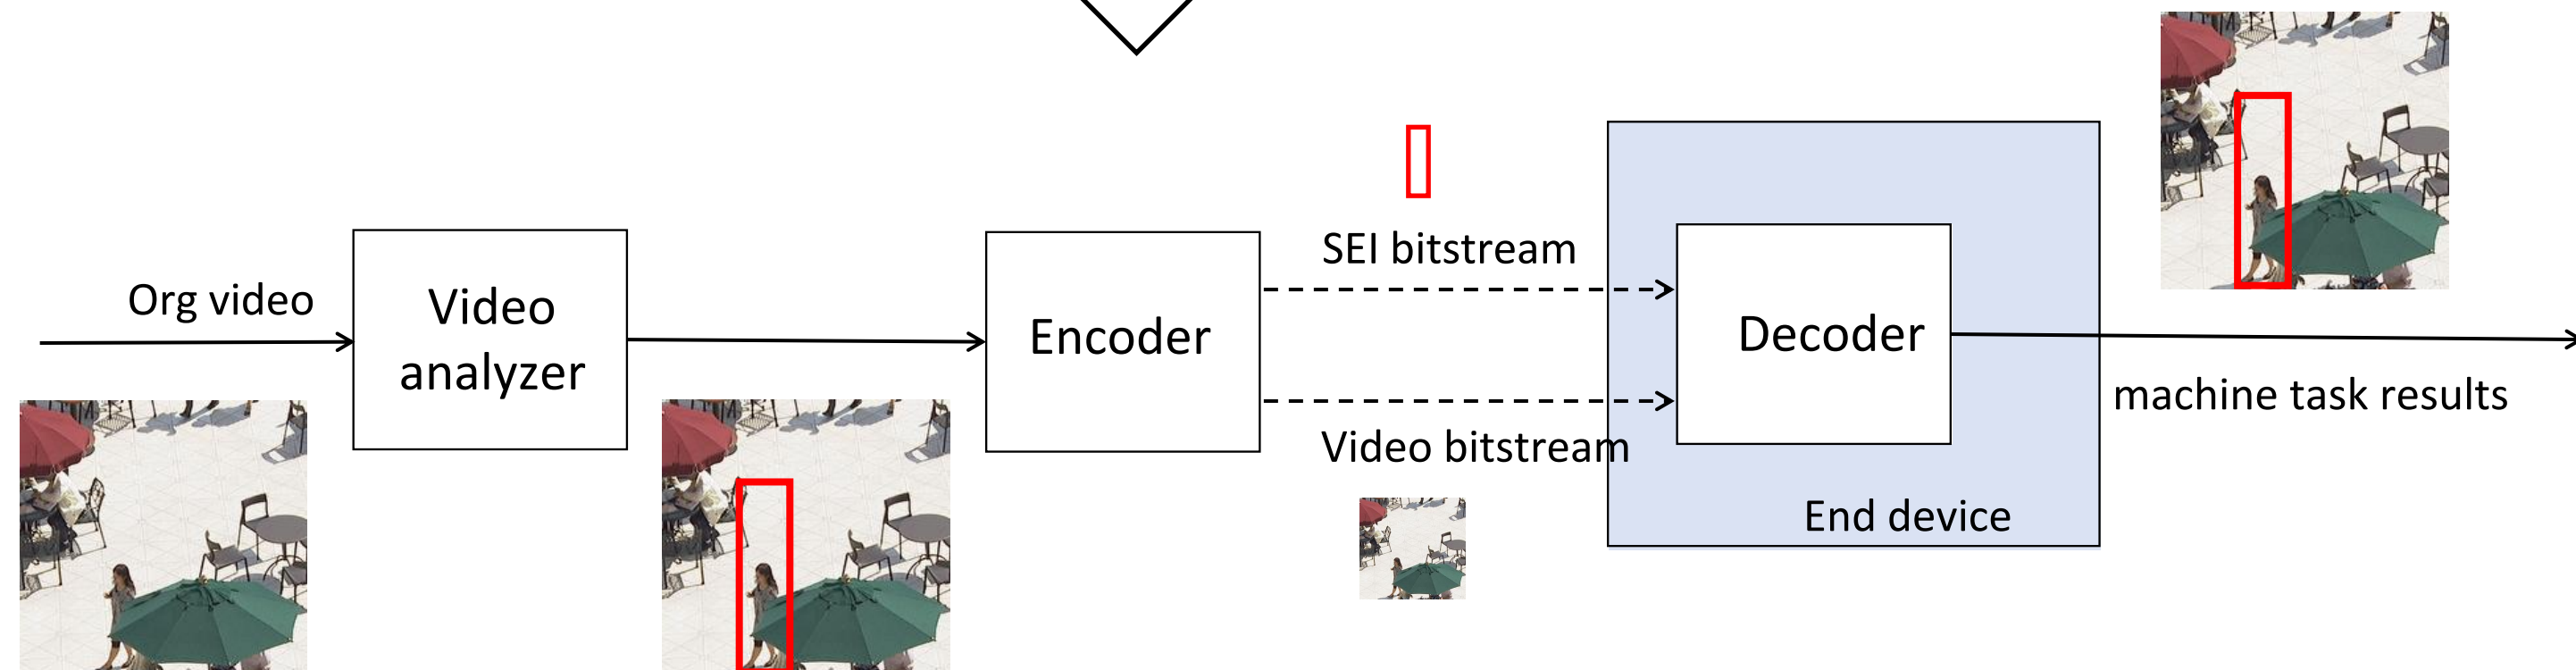 Org video
Video
analyzer
Encoder
SEI bitstream
Video bitstream
Decoder
End device
machine task results